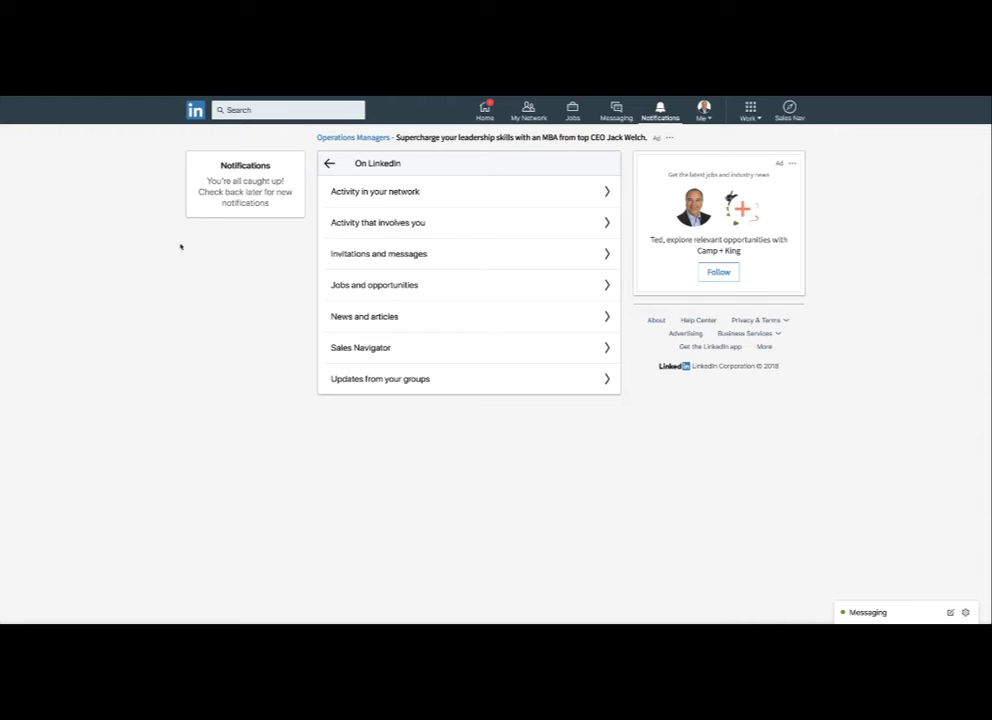 in
Search
Home
My Network
Jobs
Messaging
Notifications
Me
Work
Sales Nav
Operations Managers - Supercharge your leadership skills with an MBA from top CEO Jack Welch. Ad ...
Notifications
You're all caught up!
Check back later for new
notifications
On LinkedIn
Activity in your network
Activity that involves you
Invitations and messages
Jobs and opportunities
News and articles
Sales Navigator
Updates from your groups
Ad ...
Get the latest jobs and industry news
Ted, explore relevant opportunities with
Camp + King
Follow
About Help Center Privacy & Terms
Advertising Business Services
Get the LinkedIn app More
Linkedin LinkedIn Corporation © 2018
Messaging